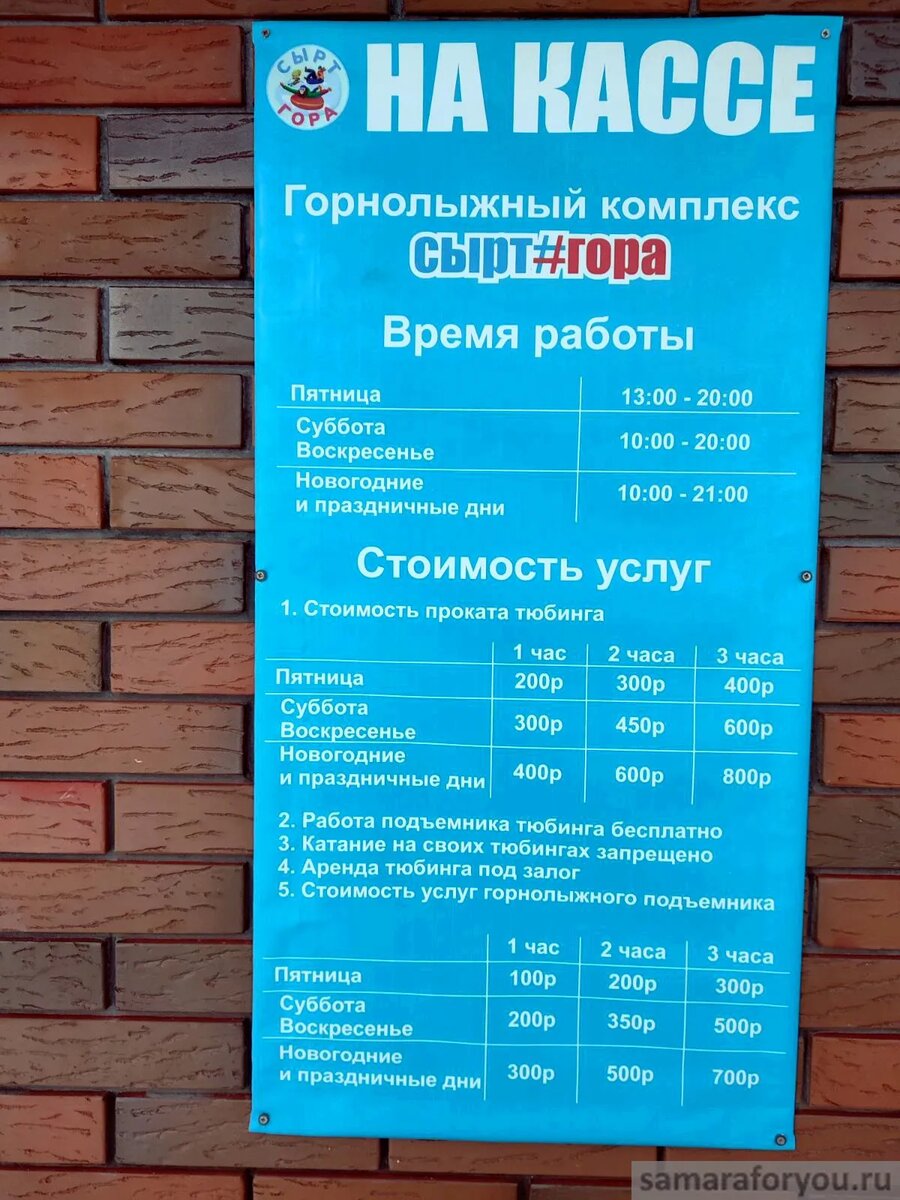 СЫРТ
ГОРА
НА КАССЕ
Горнолыжный комплекс
сырт#гора
Время работы
Пятница 13:00 - 20:00
Суббота
Воскресенье 10:00 - 20:00
Новогодние
и праздничные дни 10:00 - 21:00
Стоимость услуг
1. Стоимость проката тюбинга
1 час 2 часа 3 часа
Пятница 200р 300р 400р
Суббота
Воскресенье 300р 450р 600р
Новогодние
и праздничные дни 400р 600р 800р
2. Работа подъемника тюбинга бесплатно
3. Катание на своих тюбингах запрещено
4. Аренда тюбинга под залог
5. Стоимость услуг горнолыжного подъемника
1 час 2 часа 3 часа
Пятница 100р 200р 300р
Суббота
Воскресенье 200р 350р 500р
Новогодние
и праздничные дни 300р 500р 700р
samaraforyou.ru